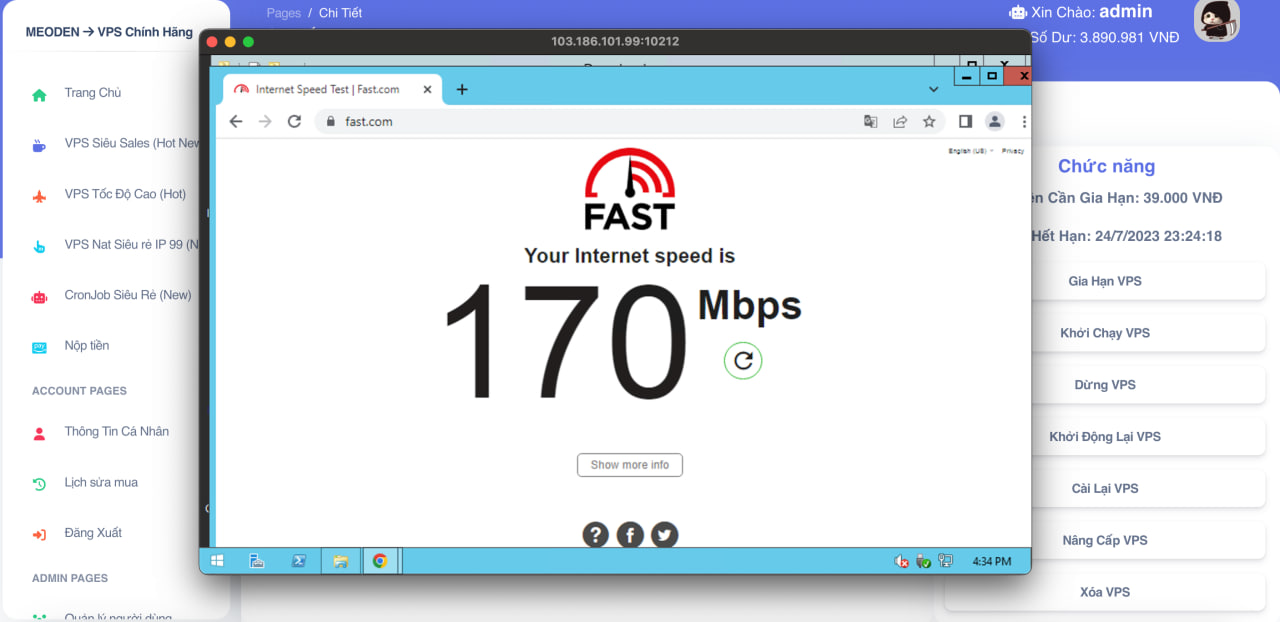 MEODEN → VPS Chính Hãng
Trang Chủ
VPS Siêu Sales (Hot New
VPS Tốc Độ Cao (Hot)
VPS Nat Siêu rẻ IP 99 (N
CronJob Siêu Rẻ (New)
Nộp tiền
ACCOUNT PAGES
Thông Tin Cá Nhân
Lịch sử mua
Đăng Xuất
ADMIN PAGES
Quản lý người dùng
Pages / Chi Tiết
Xin Chào: admin
Số Dư: 3.890.981 VNĐ
103.186.101.99:10212
Internet Speed Test | Fast.com
fast.com
English (US)
Privacy
FAST
Your Internet speed is
170 Mbps
Show more info
4:34 PM
Chức năng
Cần Gia Hạn: 39.000 VNĐ
Hết Hạn: 24/7/2023 23:24:18
Gia Hạn VPS
Khởi Chạy VPS
Dừng VPS
Khởi Động Lại VPS
Cài Lại VPS
Nâng Cấp VPS
Xóa VPS